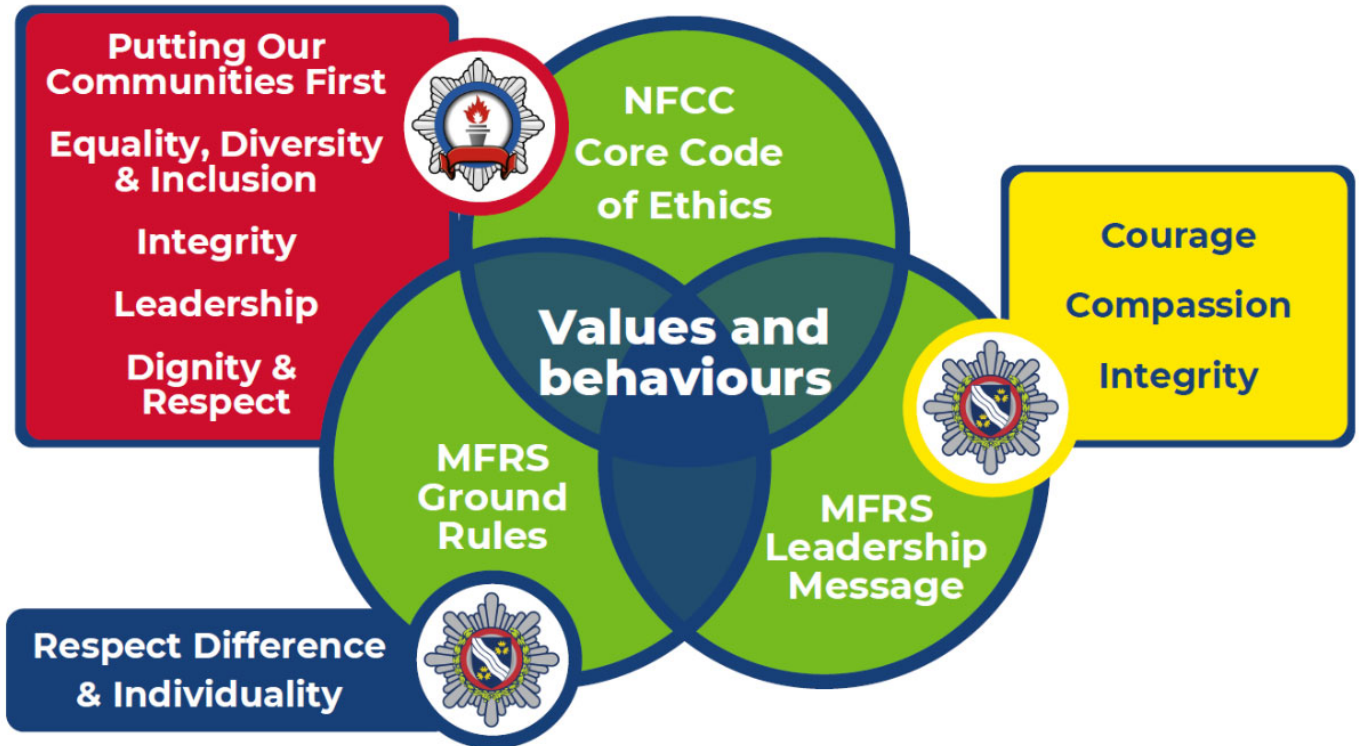 Putting Our
Communities First
Equality, Diversity
& Inclusion
Integrity
Leadership
Dignity &
Respect
NFCC
Core Code
of Ethics
Courage
Compassion
Integrity
Values and
behaviours
MFRS
Ground
Rules
MFRS
Leadership
Message
Respect Difference
& Individuality